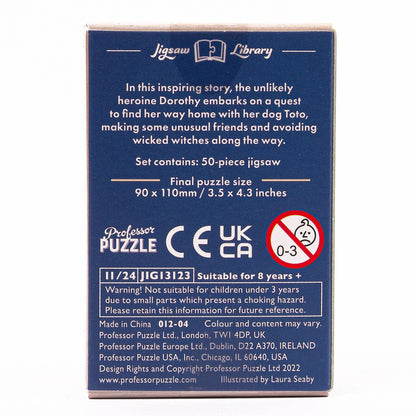 Jigsaw Library
In this inspiring story, the unlikely
heroine Dorothy embarks on a quest
to find her way home with her dog Toto,
making some unusual friends and avoiding
wicked witches along the way.
Set contains: 50-piece jigsaw
Final puzzle size
90 x 110mm / 3.5 x 4.3 inches
Professor
PUZZLE
CE
UK
CA
0-3
11/24 JIG13123 Suitable for 8 years +
Warning! Not suitable for children under 3 years
due to small parts which present a choking hazard.
Please retain this information for future reference.
Made in China 012-04 Colour and content may vary.
Professor Puzzle Ltd., London, TW1 4DP, UK
Professor Puzzle Europe Ltd., Dublin, D22 A370, IRELAND
Professor Puzzle USA, Inc., Chicago, IL 60640, USA
Design Rights and Copyright Professor Puzzle Ltd 2022
www.professorpuzzle.com Illustrated by Laura Seaby